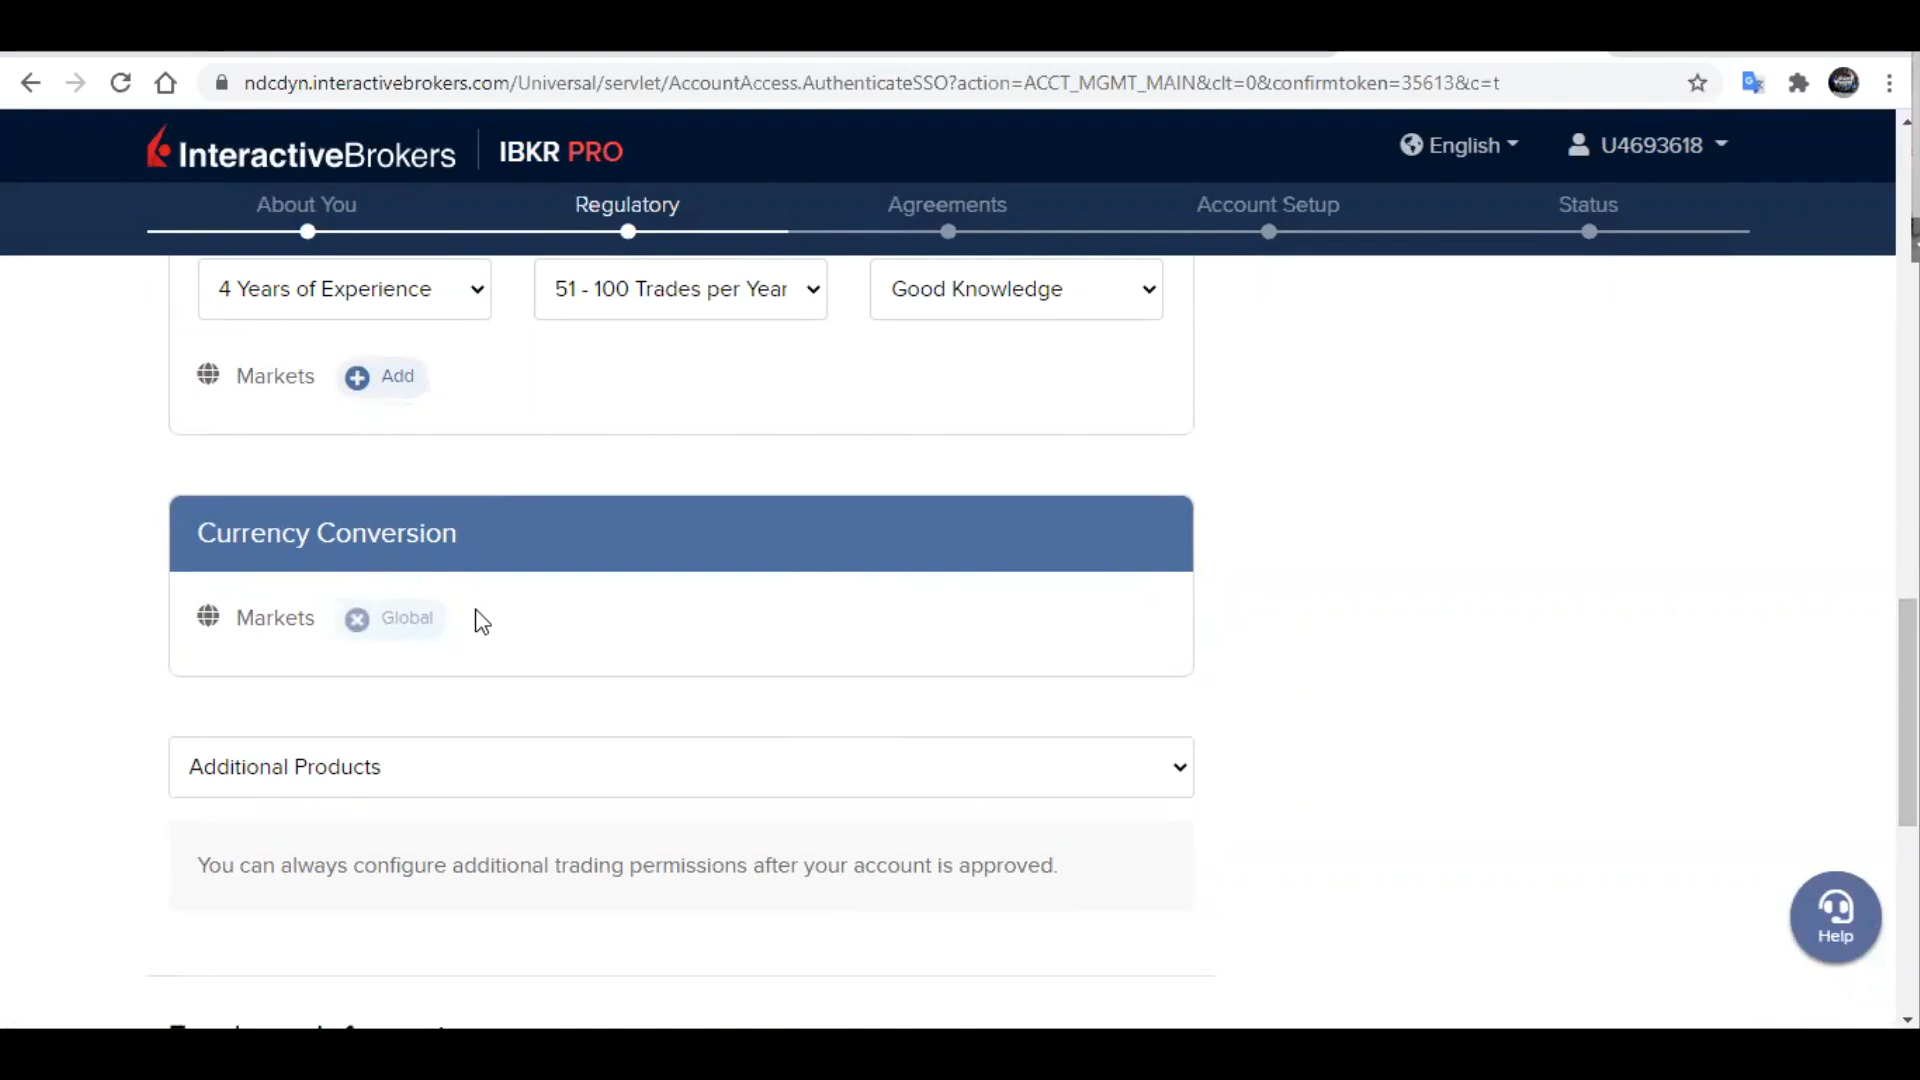 ndcdyn.interactivebrokers.com/Universal/servlet/AccountAccess.AuthenticateSSO?action=ACCT_MGMT_MAIN&clt=0&confirmtoken=35613&c=t
InteractiveBrokers IBKR PRO English U4693618
About You Regulatory Agreements Account Setup Status
4 Years of Experience 51 - 100 Trades per Year Good Knowledge
Markets Add
Currency Conversion
Markets Global
Additional Products
You can always configure additional trading permissions after your account is approved.
Help